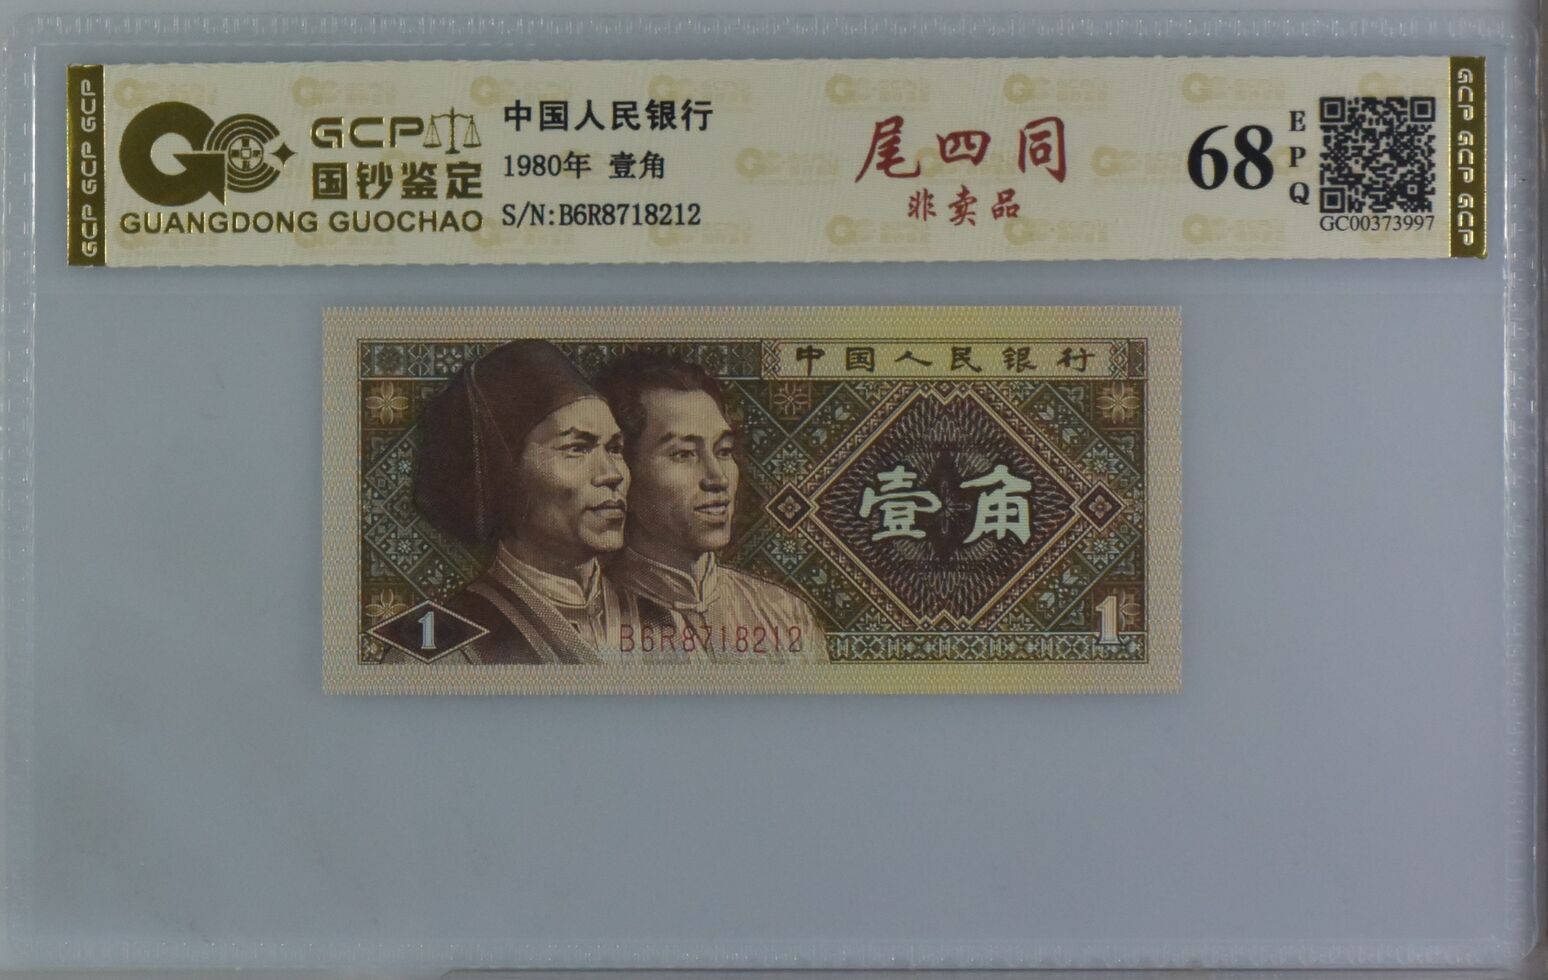 GCP GCP GCP
GCP
国钞鉴定
GUANGDONG GUOCHAO
中国人民银行
1980年 壹角
S/N:B6R8718212
尾四同
非卖品
68
EPQ
GC00373997
GCP GCP GCP
中国人民银行
壹角
1
B6R8718212
1